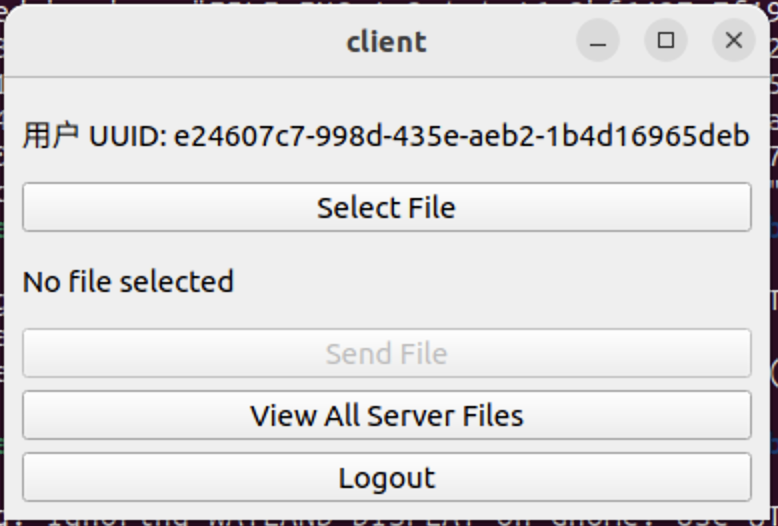 client
用户 UUID: e24607c7-998d-435e-aeb2-1b4d16965deb
Select File
No file selected
Send File
View All Server Files
Logout